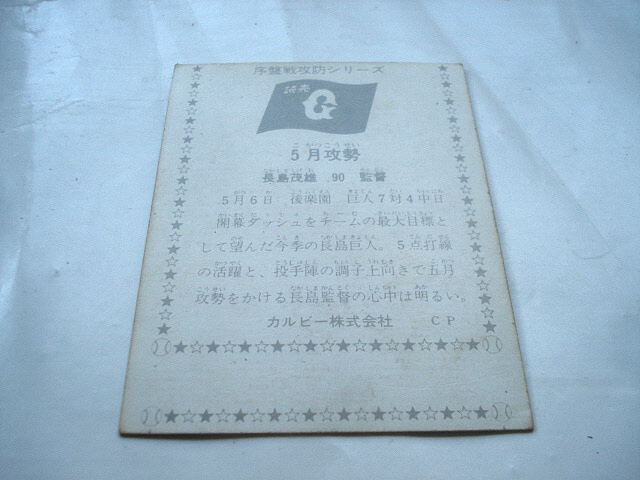 序盤戦攻防シリーズ
読売
G
5月攻勢
長島茂雄 90 監督
5月6日 後楽園 巨人7対4中日
開幕ダッシュをチームの最大目標と
して望んだ今季の長島巨人。5点打線
の活躍と、投手陣の調子上向きで五月
攻勢をかける長島監督の心中は明るい。
カルビー株式会社 CP